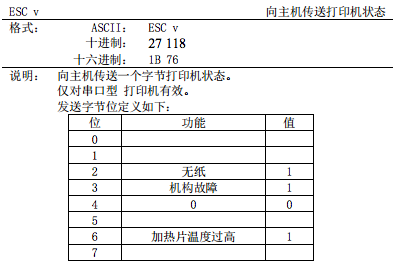 ESC v 向主机传送打印机状态
格式： ASCII： ESC v
十进制： 27 118
十六进制： 1B 76
说明： 向主机传送一个字节打印机状态。
仅对串口型 打印机有效。
发送字节位定义如下：
位 功能 值
0
1
2 无纸 1
3 机构故障 1
4 0 0
5
6 加热片温度过高 1
7